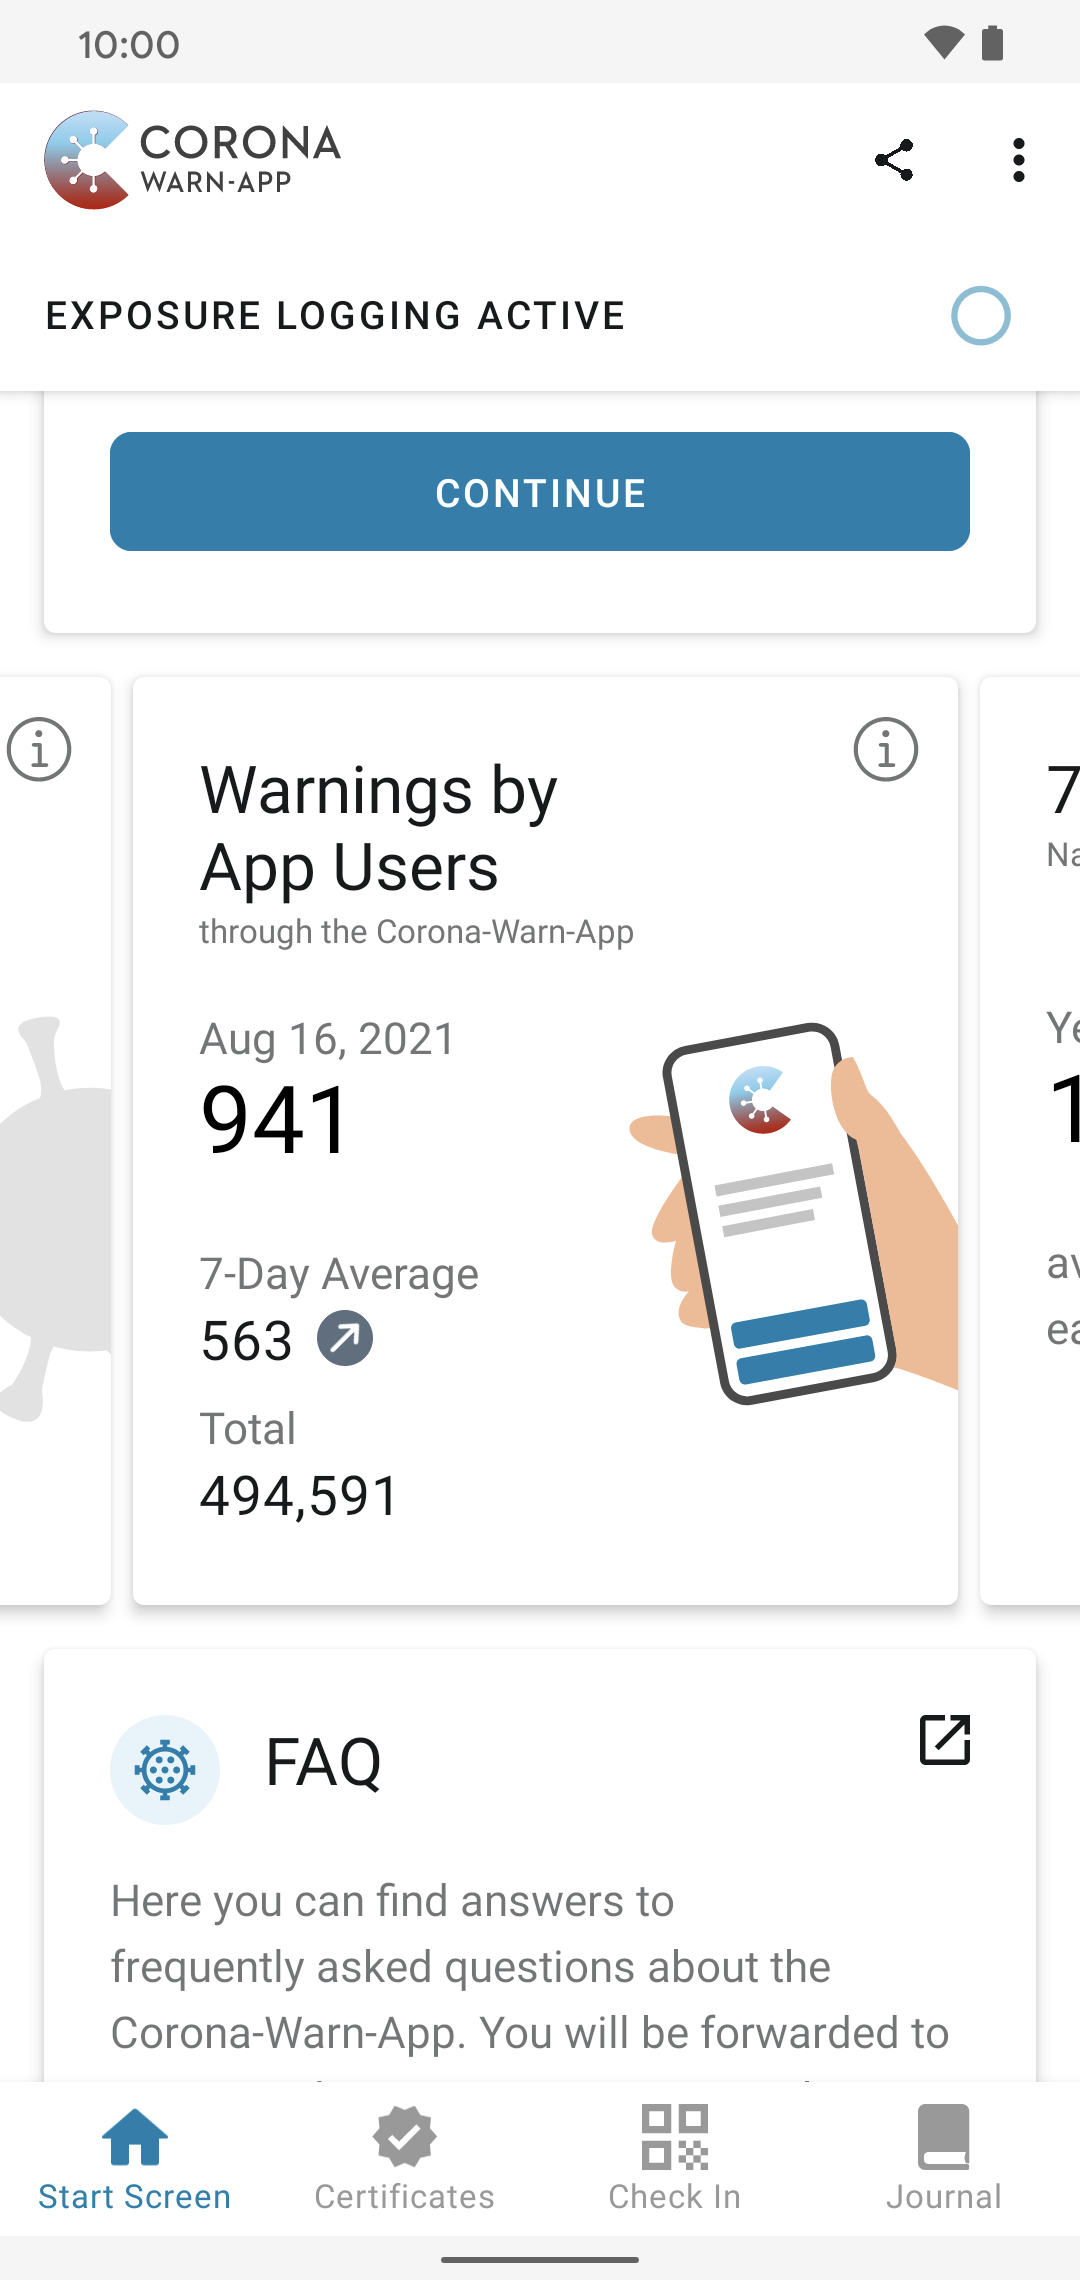 10:00
CORONA
WARN-APP
EXPOSURE LOGGING ACTIVE
CONTINUE
Warnings by
App Users
through the Corona-Warn-App
Aug 16, 2021
941
7-Day Average
563
Total
494,591
7
Na
Ye
1
av
ea
FAQ
Here you can find answers to
frequently asked questions about the
Corona-Warn-App. You will be forwarded to
Start Screen
Certificates
Check In
Journal